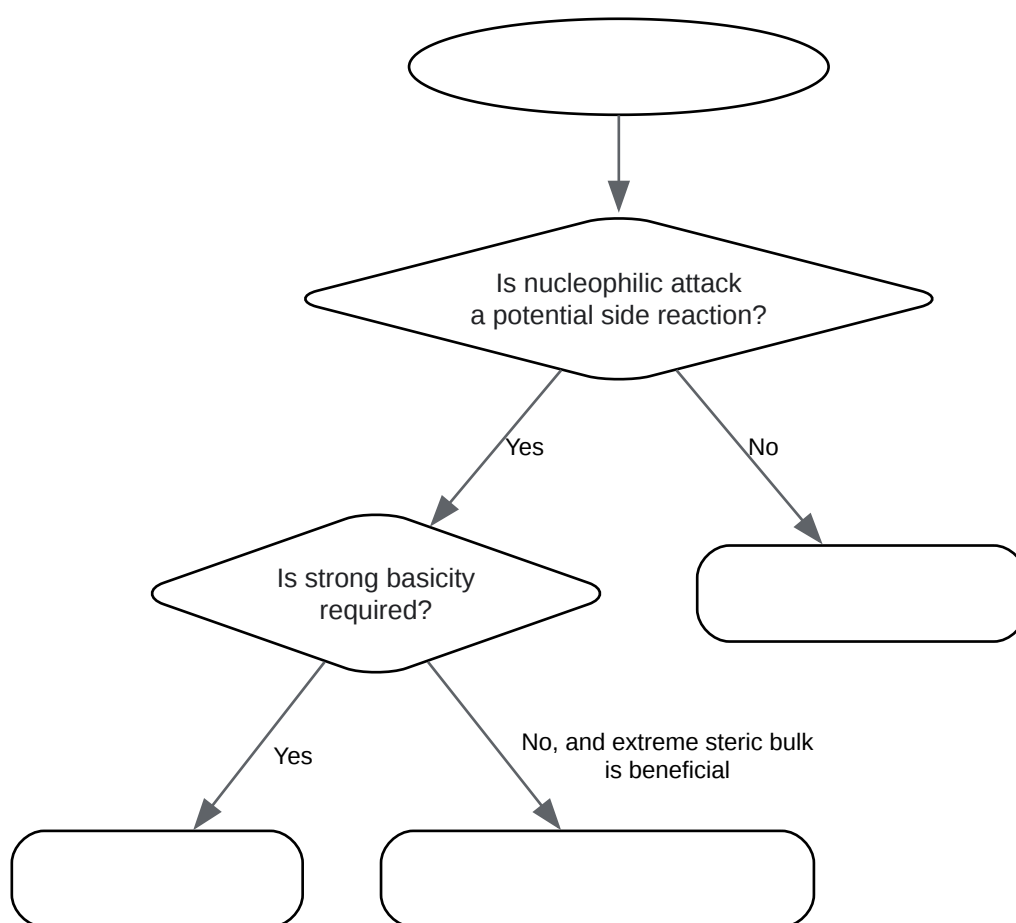 Is nucleophilic attack
a potential side reaction?
Yes
No
Is strong basicity
required?
Yes
No, and extreme steric bulk
is beneficial